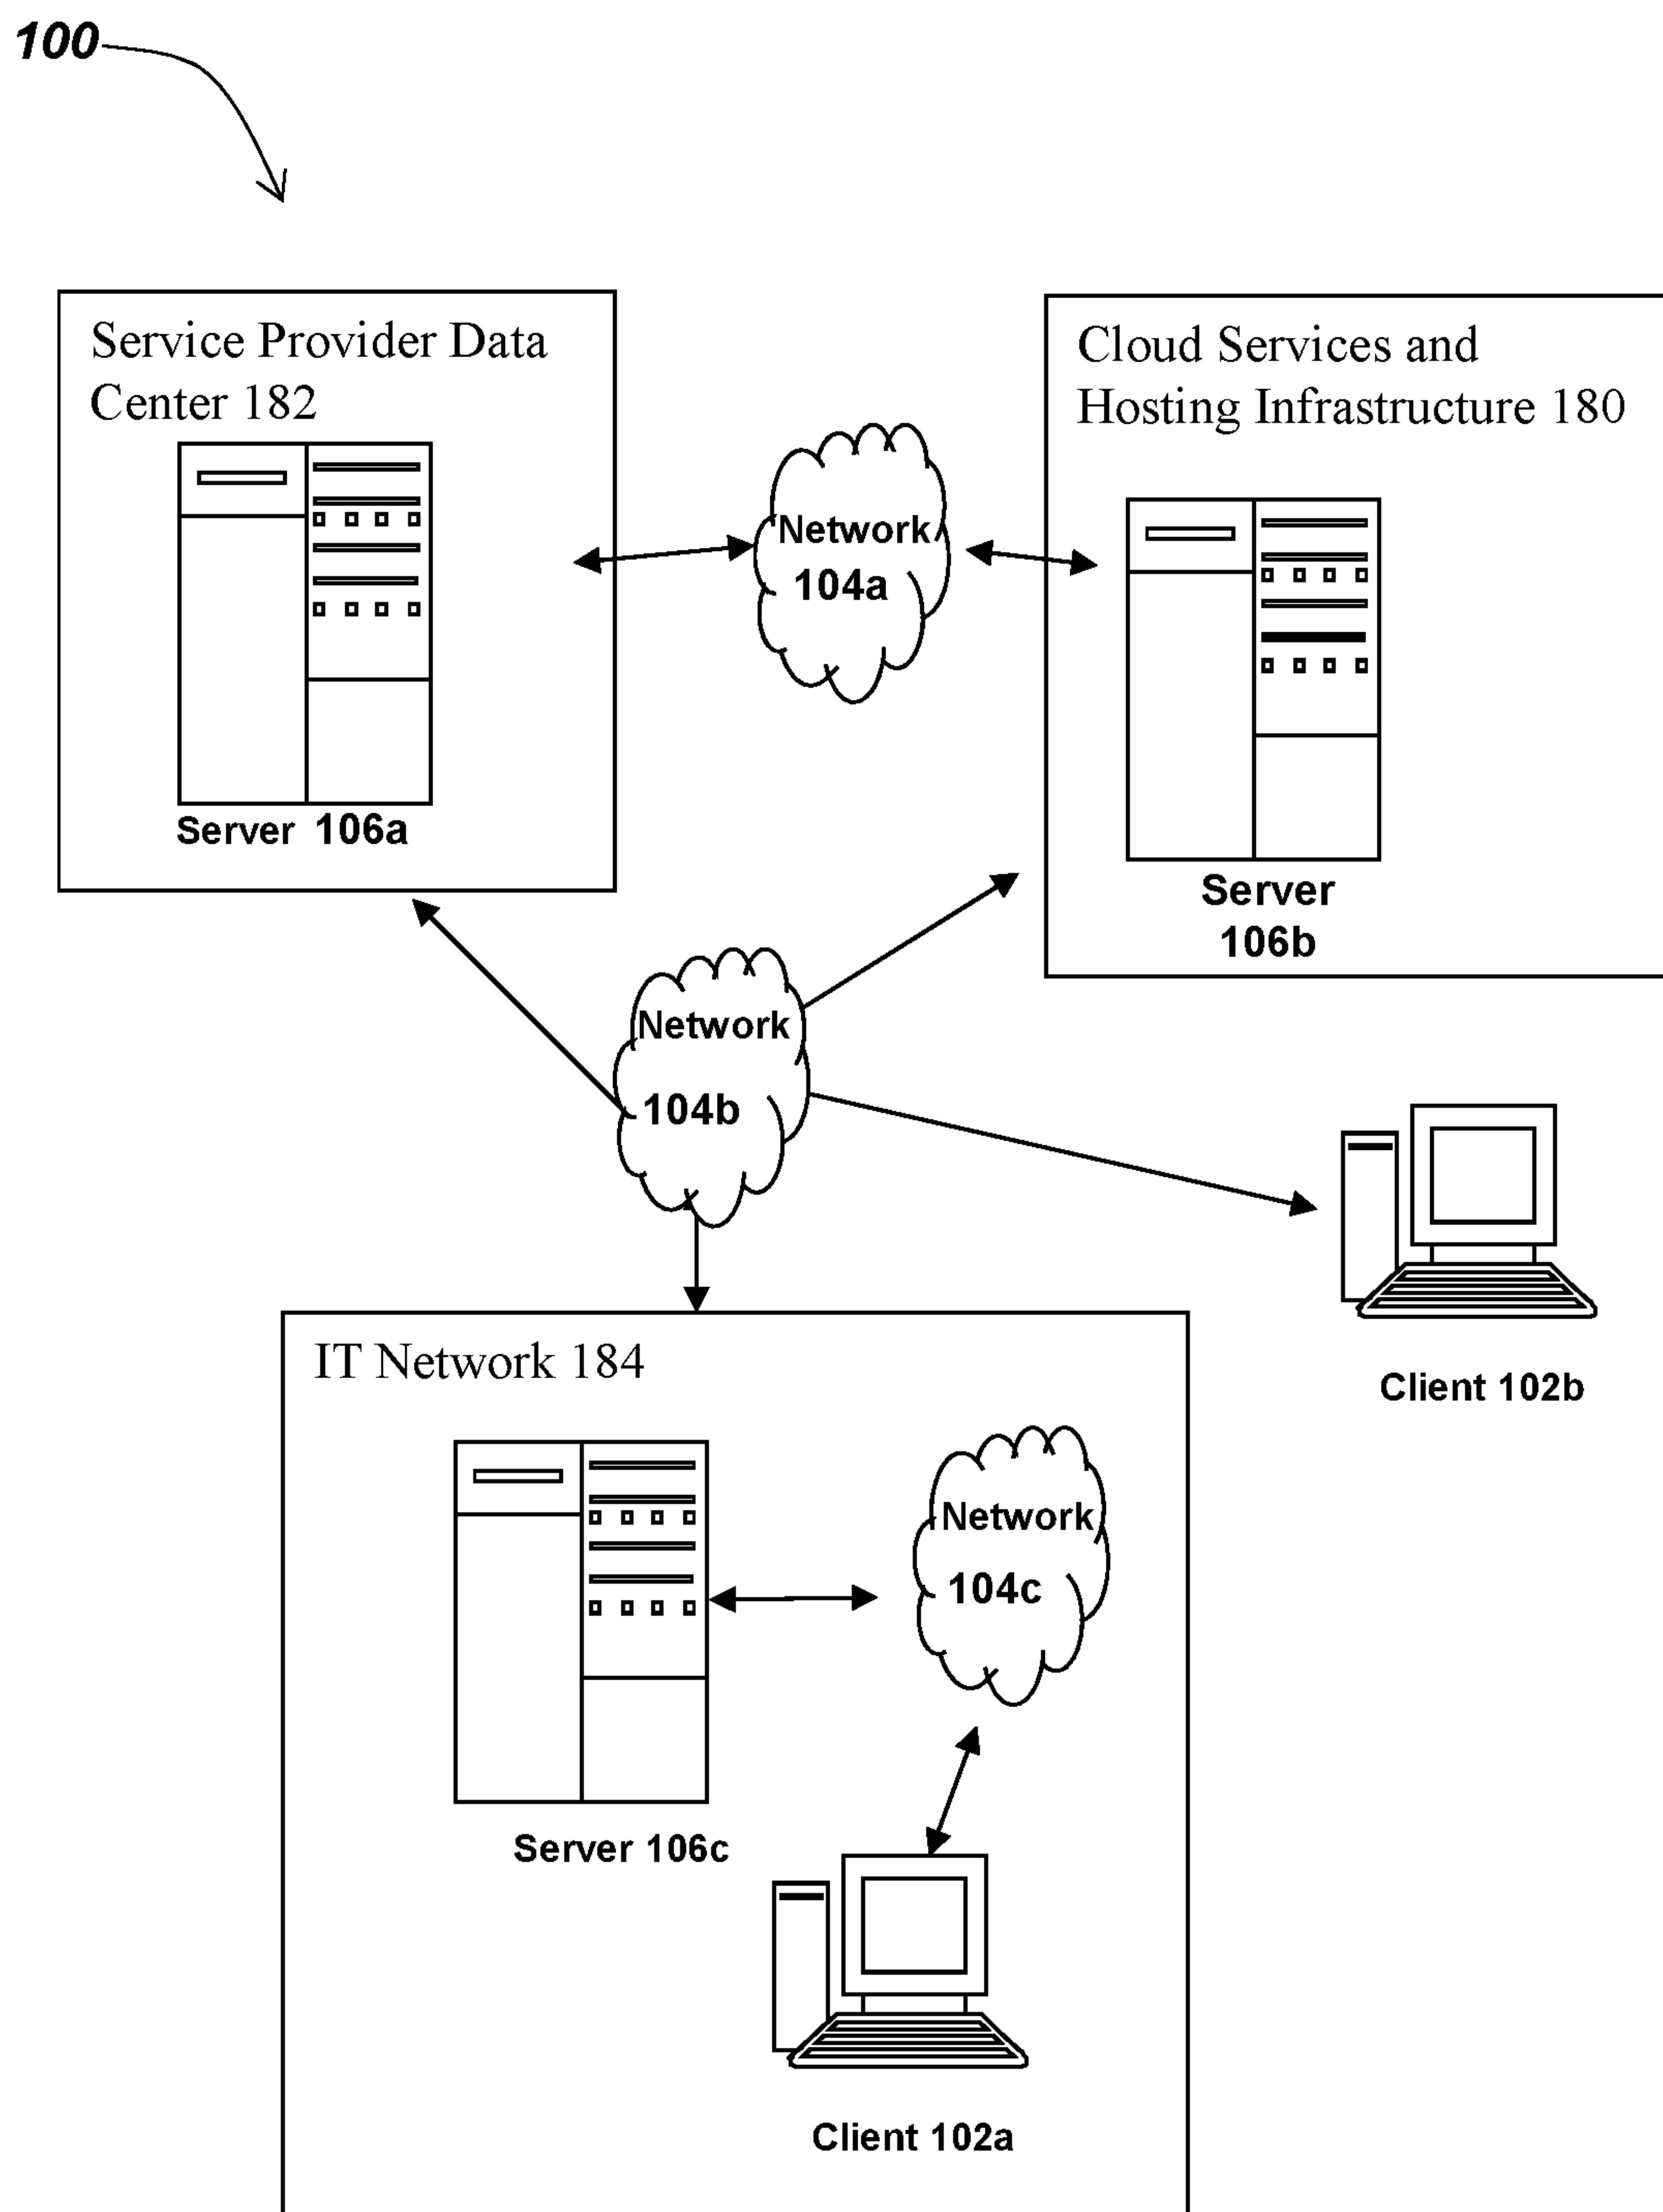 100
Service Provider Data
Center 182
Cloud Services and
Hosting Infrastructure 180
Network
104a
Server 106a
Server
106b
Network
104b
Client 102b
IT Network 184
Network
104c
Server 106c
Client 102a